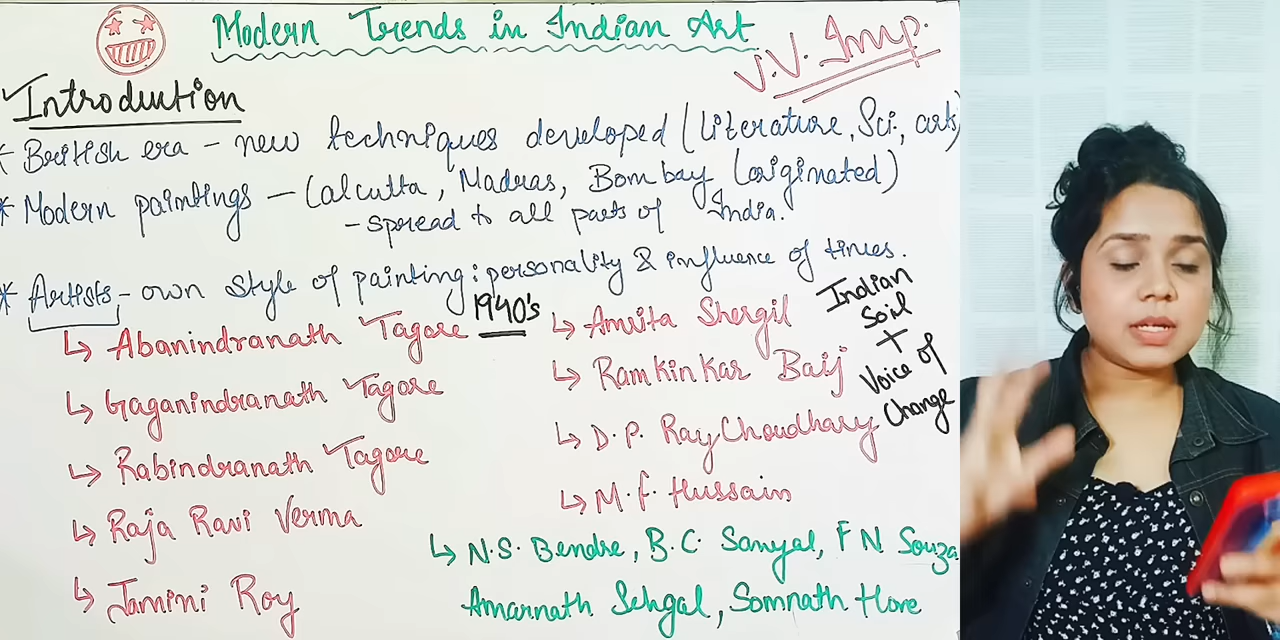 Modern Trends in Indian Art
V.V. Imp.
Introduction
* British era - new techniques developed (literature, Sci., arts)
* Modern paintings - Calcutta, Madras, Bombay (originated)
- spread to all parts of India.
* Artists - own style of painting: personality & influence of times.
1940's
↳ Abanindranath Tagore
↳ Gaganindranath Tagore
↳ Rabindranath Tagore
↳ Raja Ravi Verma
↳ Jamini Roy
↳ Amrita Shergil
↳ Ramkinkar Baij
↳ D. P. RayChoudhary
↳ M. F. Hussain
Indian
Soil
+
Voice of
Change
↳ N.S. Bendre, B.C. Sanyal, F N Souza
Amarnath Sehgal, Somnath Hore